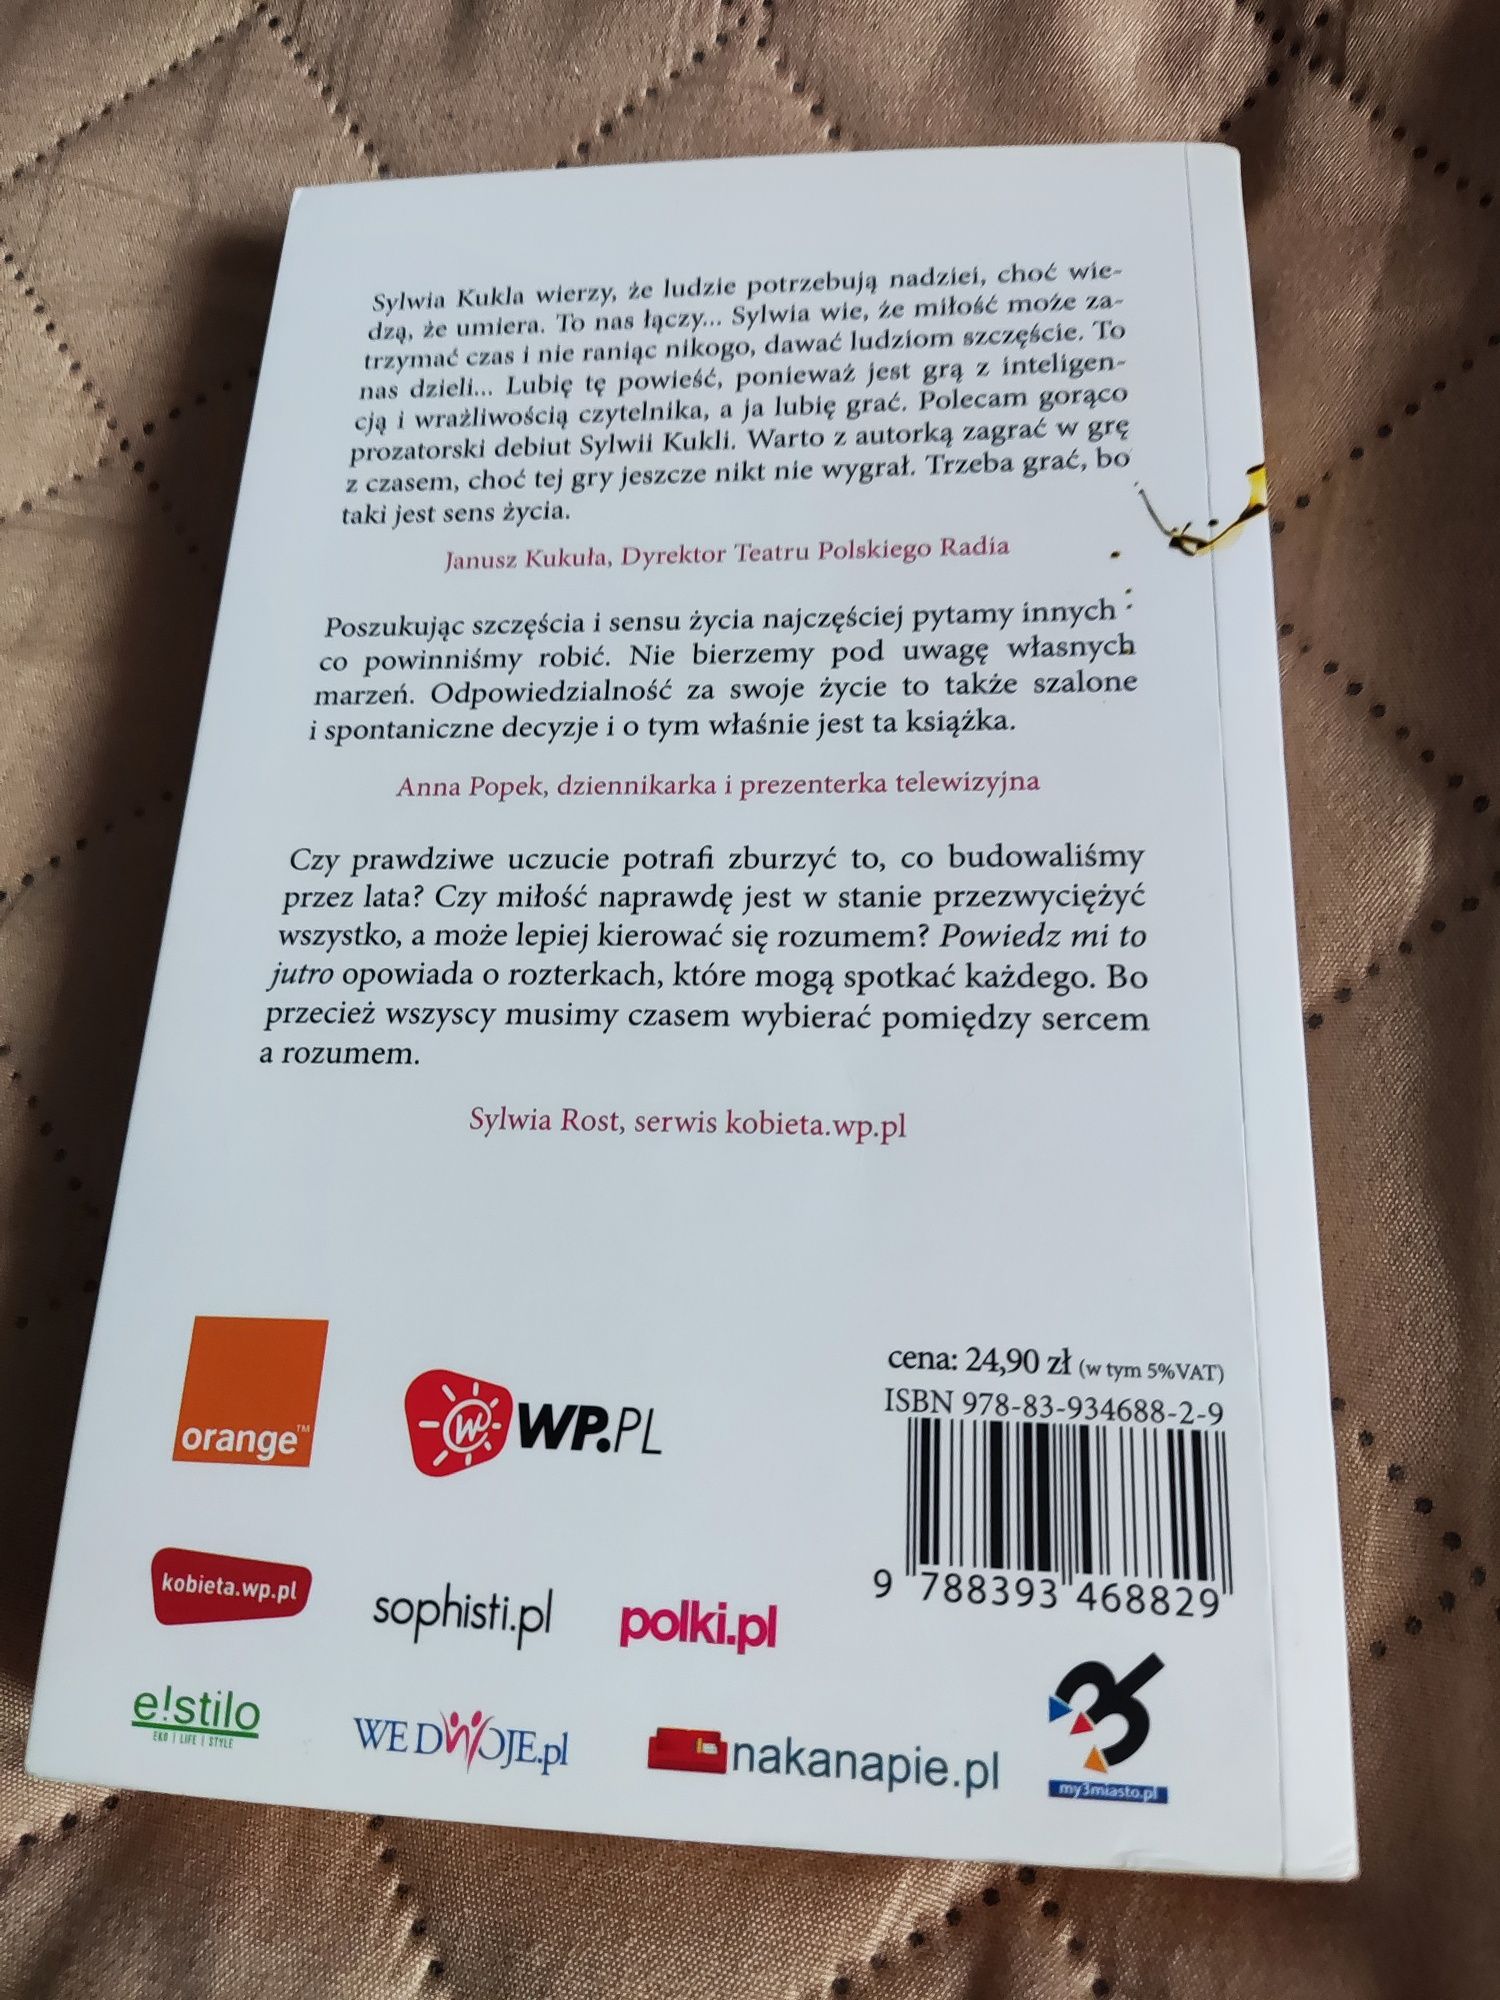 Sylwia Kukla wierzy, że ludzie potrzebują nadziei, choć wie-
dzą, że umiera. To nas łączy... Sylwia wie, że miłość może za-
trzymać czas i nie raniąc nikogo, dawać ludziom szczęście. To
nas dzieli... Lubię tę powieść, ponieważ jest grą z inteligen-
cją i wrażliwością czytelnika, a ja lubię grać. Polecam gorąco
prozatorski debiut Sylwii Kukli. Warto z autorką zagrać w grę
z czasem, choć tej gry jeszcze nikt nie wygrał. Trzeba grać, bo
taki jest sens życia.
Janusz Kukuła, Dyrektor Teatru Polskiego Radia
Poszukując szczęścia i sensu życia najczęściej pytamy innych
co powinniśmy robić. Nie bierzemy pod uwagę własnych
marzeń. Odpowiedzialność za swoje życie to także szalone
i spontaniczne decyzje i o tym właśnie jest ta książka.
Anna Popek, dziennikarka i prezenterka telewizyjna
Czy prawdziwe uczucie potrafi zburzyć to, co budowaliśmy
przez lata? Czy miłość naprawdę jest w stanie przezwyciężyć
wszystko, a może lepiej kierować się rozumem? Powiedz mi to
jutro opowiada o rozterkach, które mogą spotkać każdego. Bo
przecież wszyscy musimy czasem wybierać pomiędzy sercem
a rozumem.
Sylwia Rost, serwis kobieta.wp.pl
orange™
W WP.PL
cena: 24,90 zł (w tym 5%VAT)
ISBN 978-83-934688-2-9
9 788393 468829
kobieta.wp.pl
sophisti.pl
polki.pl
e!stilo
EKO | LIFE | STYLE
WE DWOJE.pl
nakanapie.pl
3
my3miasto.pl